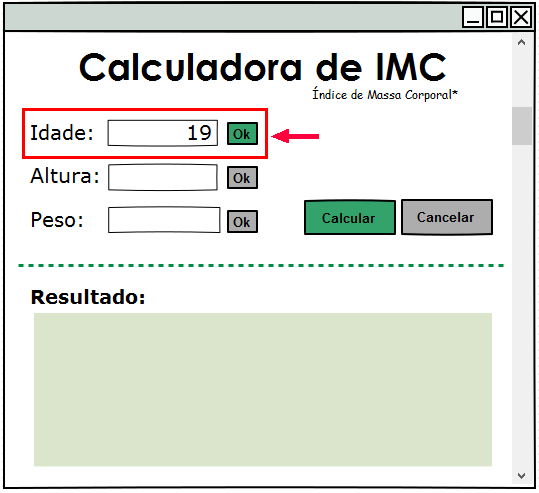 Calculadora de IMC
Índice de Massa Corporal*
Idade: 19 Ok
Altura: Ok
Peso: Ok
Calcular Cancelar
Resultado: